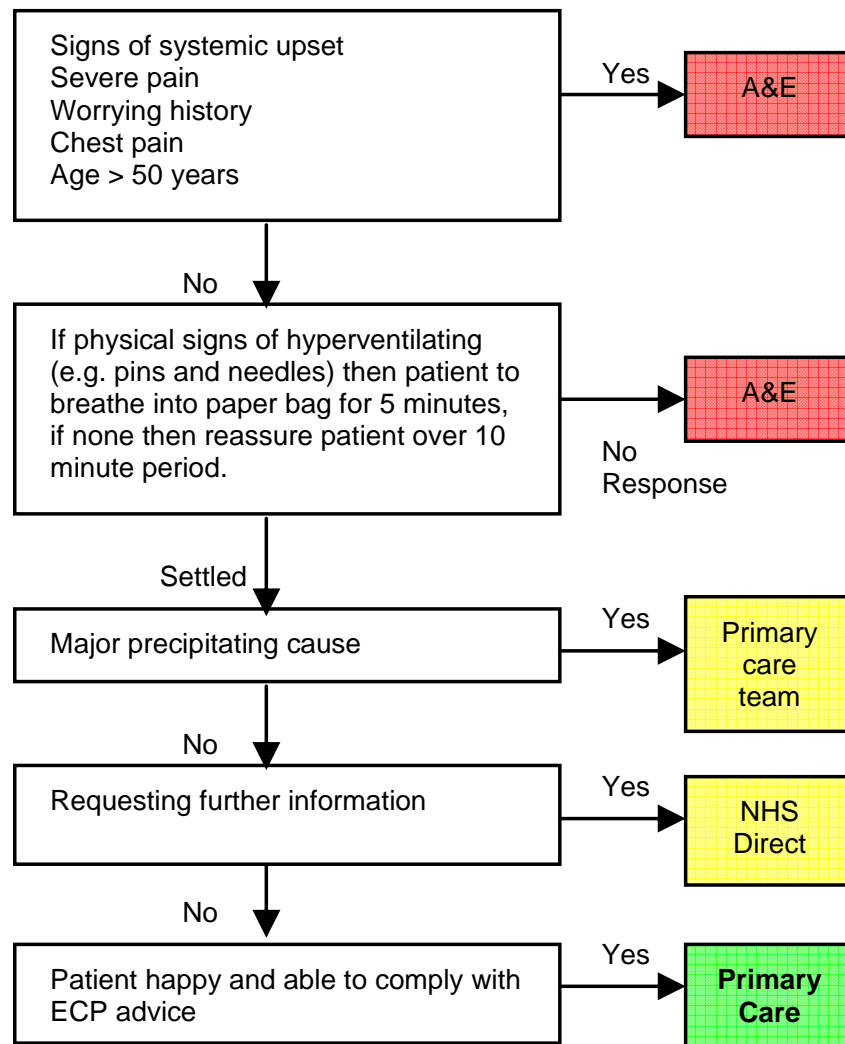 Signs of systemic upset
Severe pain
Worrying history
Chest pain
Age > 50 years
Yes
A&E
No
If physical signs of hyperventilating
(e.g. pins and needles) then patient to
breathe into paper bag for 5 minutes,
if none then reassure patient over 10
minute period.
A&E
No
Response
Settled
Major precipitating cause
Yes
Primary
care
team
No
Requesting further information
Yes
NHS
Direct
No
Patient happy and able to comply with
ECP advice
Yes
Primary
Care